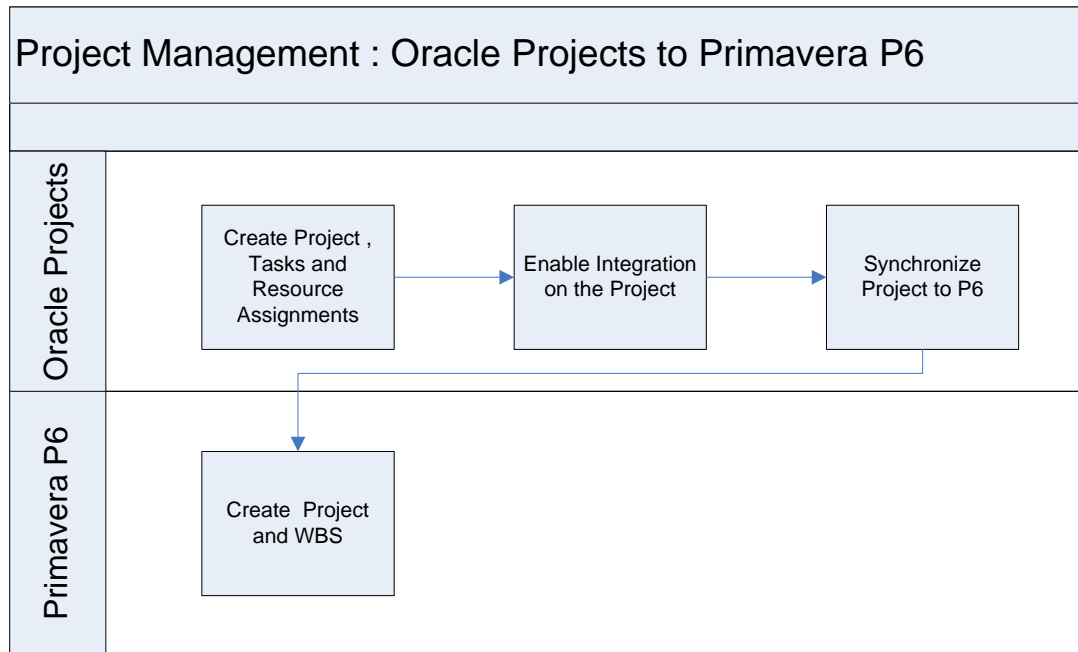 Project Management : Oracle Projects to Primavera P6
Oracle Projects
Create Project ,
Tasks and
Resource
Assignments
Enable Integration
on the Project
Synchronize
Project to P6
Primavera P6
Create  Project
and WBS